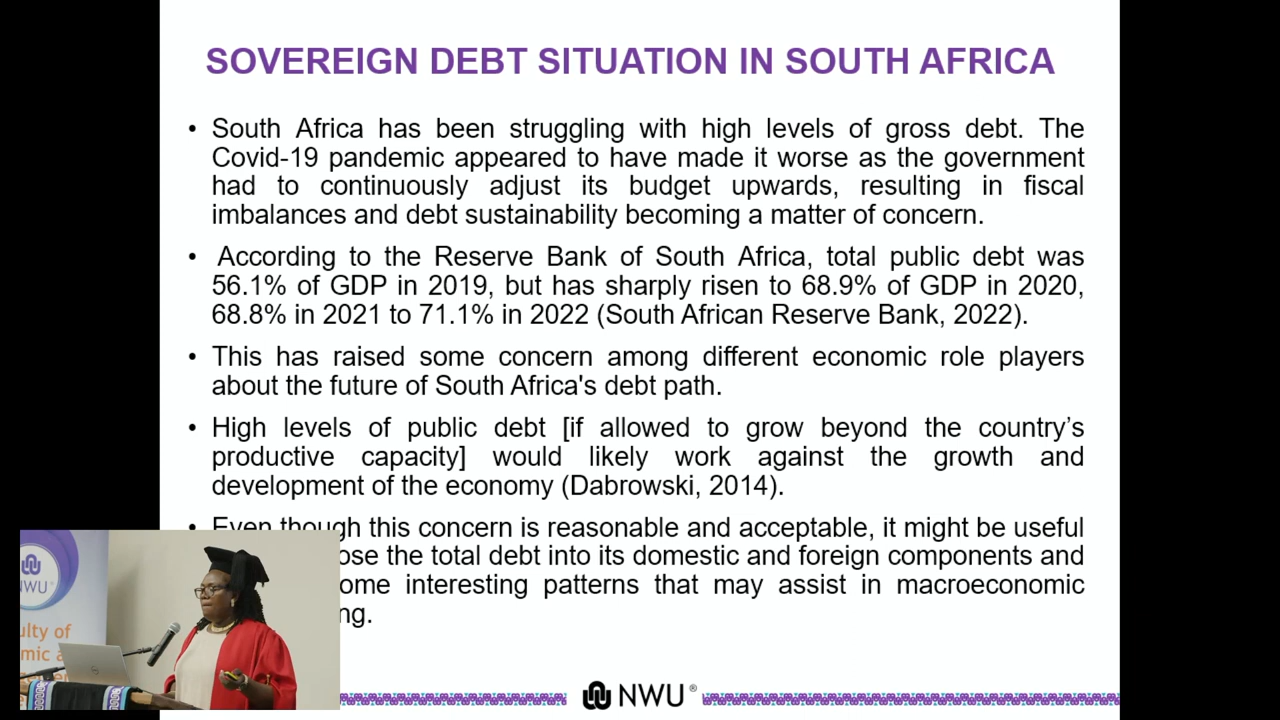 SOVEREIGN DEBT SITUATION IN SOUTH AFRICA
• South Africa has been struggling with high levels of gross debt. The
Covid-19 pandemic appeared to have made it worse as the government
had to continuously adjust its budget upwards, resulting in fiscal
imbalances and debt sustainability becoming a matter of concern.
• According to the Reserve Bank of South Africa, total public debt was
56.1% of GDP in 2019, but has sharply risen to 68.9% of GDP in 2020,
68.8% in 2021 to 71.1% in 2022 (South African Reserve Bank, 2022).
• This has raised some concern among different economic role players
about the future of South Africa's debt path.
• High levels of public debt [if allowed to grow beyond the country’s
productive capacity] would likely work against the growth and
development of the economy (Dabrowski, 2014).
• Even though this concern is reasonable and acceptable, it might be useful
ose the total debt into its domestic and foreign components and
ome interesting patterns that may assist in macroeconomic
ng.
NWU
ulty of
mic a
NWU®